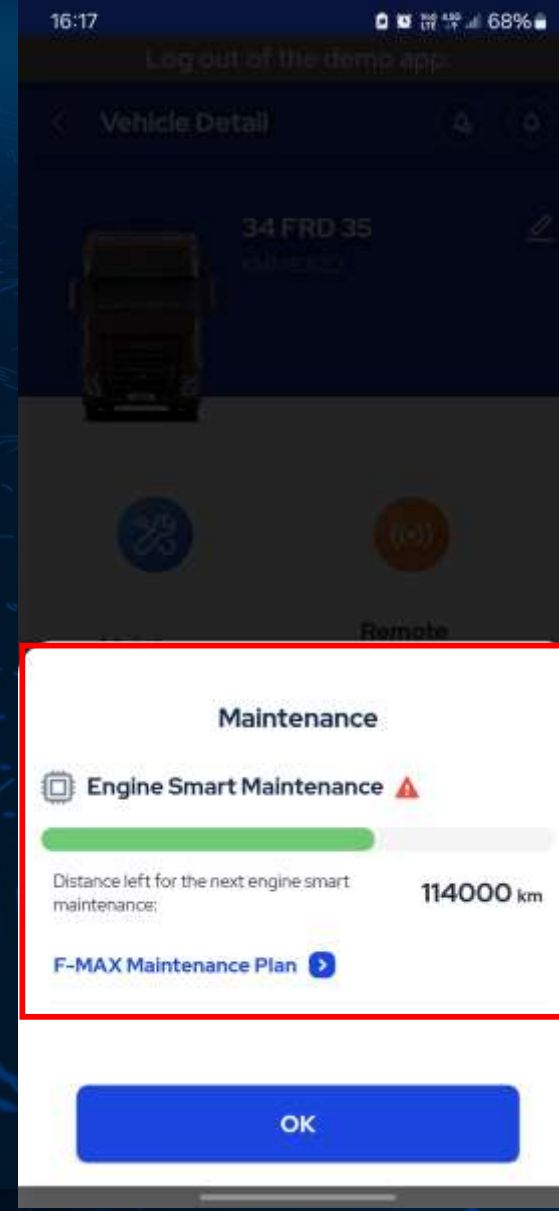 16:17
68%
Log out of the demo app.
Vehicle Detail
34 FRD 35
Remote
Maintenance
Engine Smart Maintenance
Distance left for the next engine smart
maintenance:
114000 km
F-MAX Maintenance Plan
OK